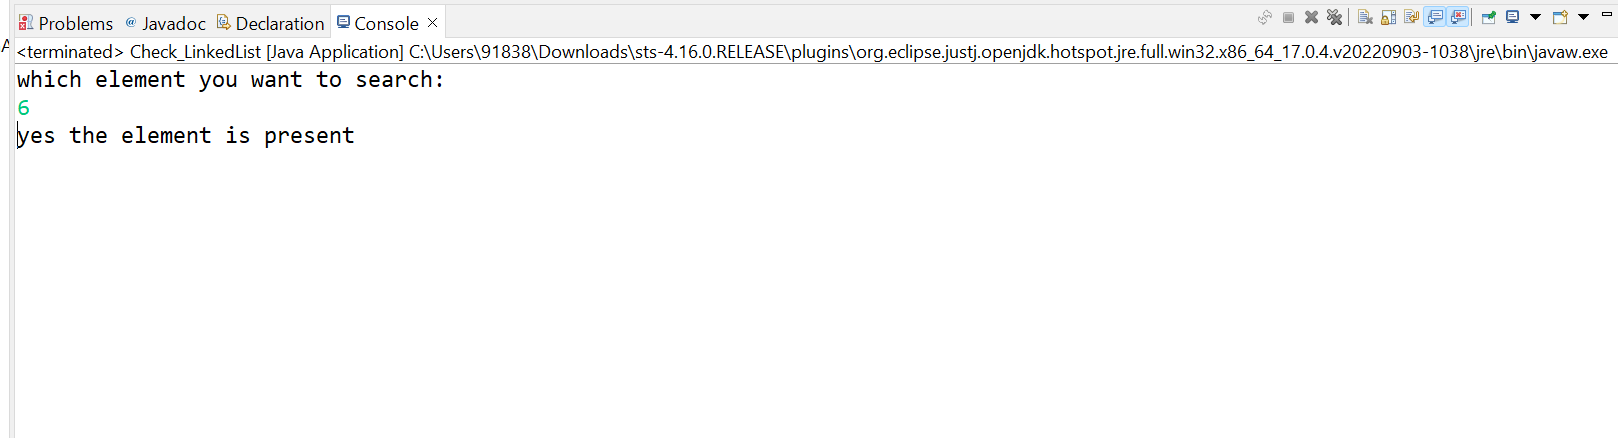 Problems @ Javadoc Declaration Console
<terminated> Check_LinkedList [Java Application] C:\Users\91838\Downloads\sts-4.16.0.RELEASE\plugins\org.eclipse.justj.openjdk.hotspot.jre.full.win32.x86_64_17.0.4.v20220903-1038\jre\bin\javaw.exe
which element you want to search:
6
yes the element is present